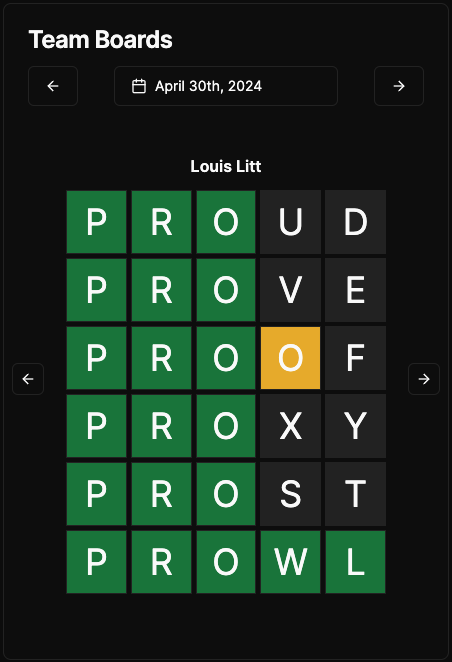 Team Boards
April 30th, 2024
Louis Litt
P R O U D
P R O V E
P R O O F
P R O X Y
P R O S T
P R O W L